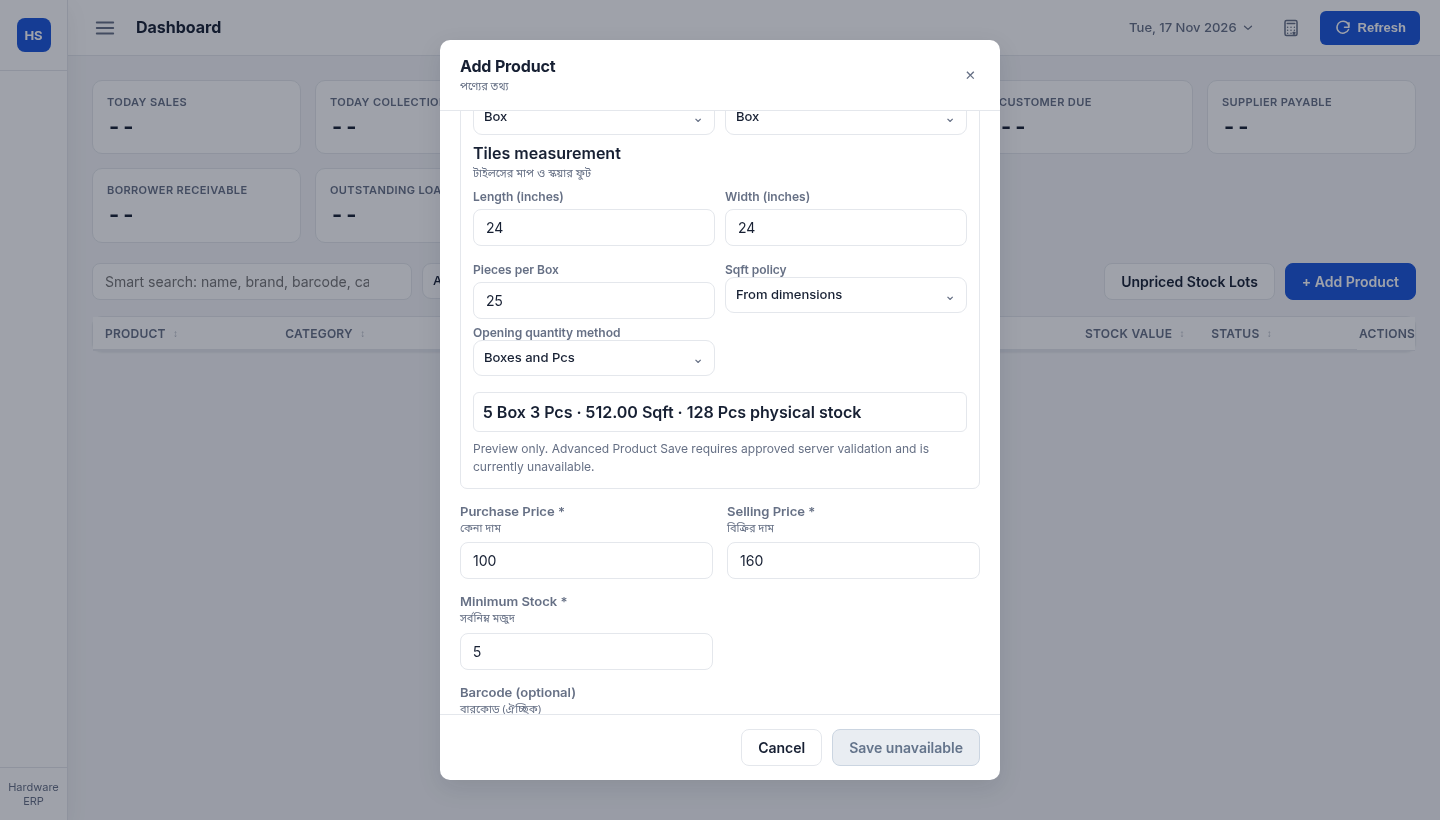 HS
Dashboard
Tue, 17 Nov 2026
Refresh
TODAY SALES
--
TODAY COLLECTIO
--
CUSTOMER DUE
--
SUPPLIER PAYABLE
--
BORROWER RECEIVABLE
--
OUTSTANDING LOA
--
Smart search: name, brand, barcode, ca
A
Unpriced Stock Lots
+ Add Product
PRODUCT ↕
CATEGORY ↕
STOCK VALUE ↕
STATUS ↕
ACTIONS
Hardware
ERP
Add Product
পণ্যের তথ্য
×
Box
Box
Tiles measurement
টাইলসের মাপ ও স্কয়ার ফুট
Length (inches)
Width (inches)
24
24
Pieces per Box
Sqft policy
25
From dimensions
Opening quantity method
Boxes and Pcs
5 Box 3 Pcs · 512.00 Sqft · 128 Pcs physical stock
Preview only. Advanced Product Save requires approved server validation and is
currently unavailable.
Purchase Price *
কেনা দাম
Selling Price *
বিক্রির দাম
100
160
Minimum Stock *
সর্বনিম্ন মজুদ
5
Barcode (optional)
বারকোড (ঐচ্ছিক)
Cancel
Save unavailable